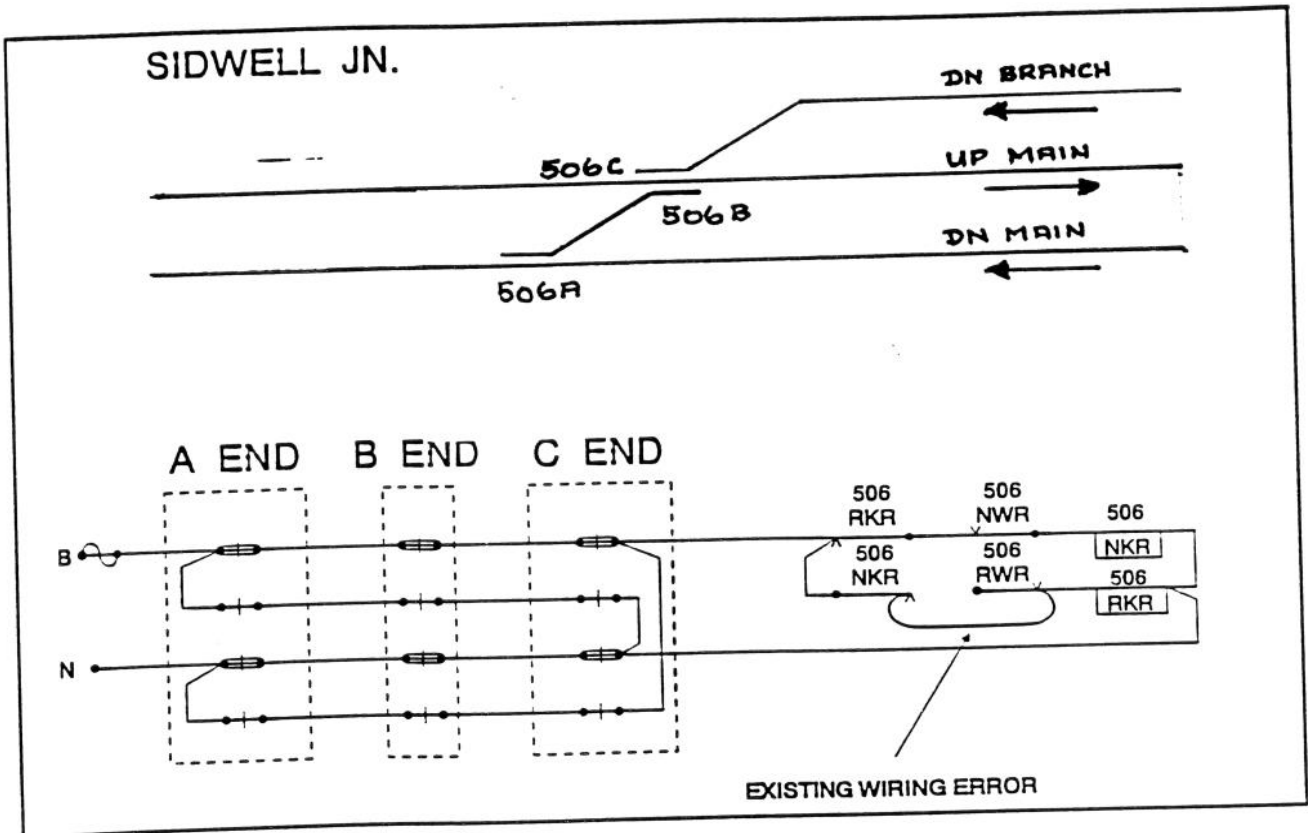 SIDWELL JN.
DN BRANCH
506C
UP MAIN
506B
DN MAIN
506A
A END
B END
C END
506
RKR
506
NWR
506
NKR
B
506
NKR
506
RWR
506
RKR
N
EXISTING WIRING ERROR